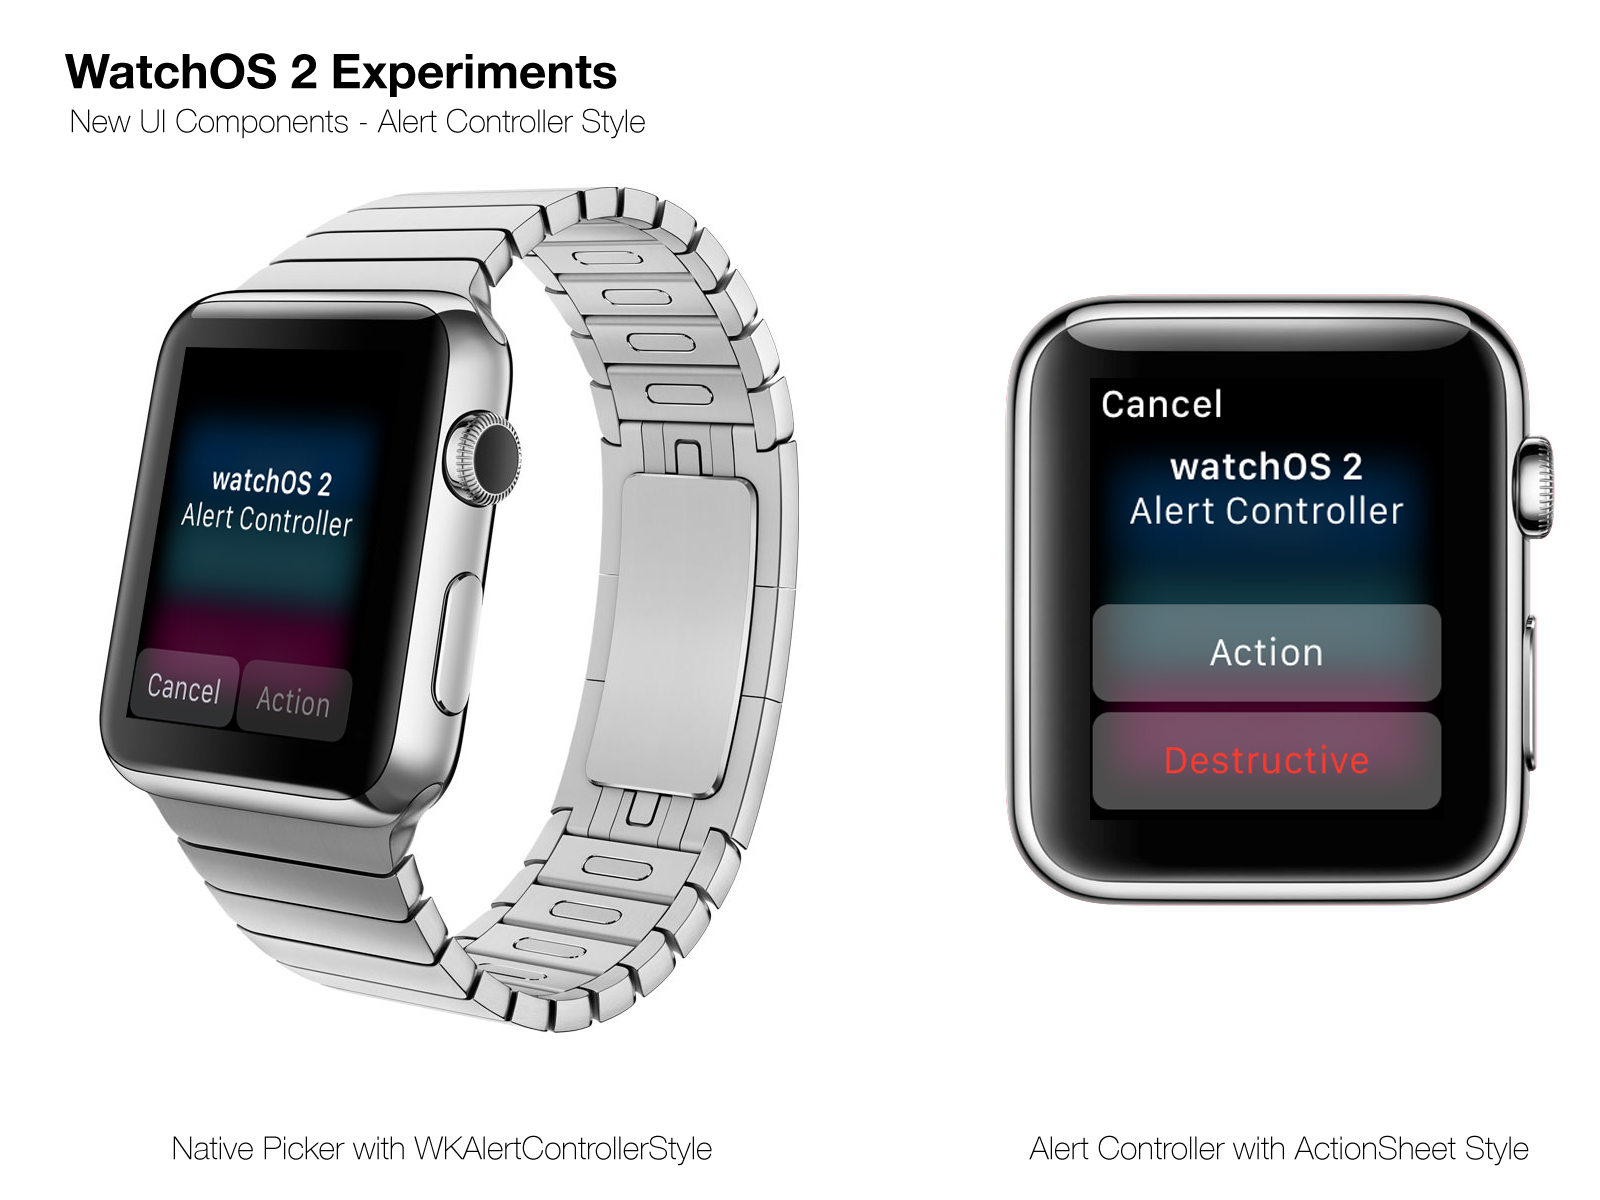 WatchOS 2 Experiments
New UI Components - Alert Controller Style
watchOS 2
Alert Controller
Cancel
Action
Cancel
watchOS 2
Alert Controller
Action
Destructive
Native Picker with WKAlertControllerStyle
Alert Controller with ActionSheet Style